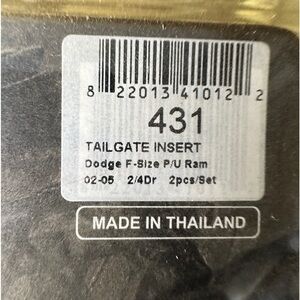 8 22013 41012 2
431
TAILGATE INSERT
Dodge F-Size P/U Ram
02-05 2/4Dr 2pcs/Set
MADE IN THAILAND